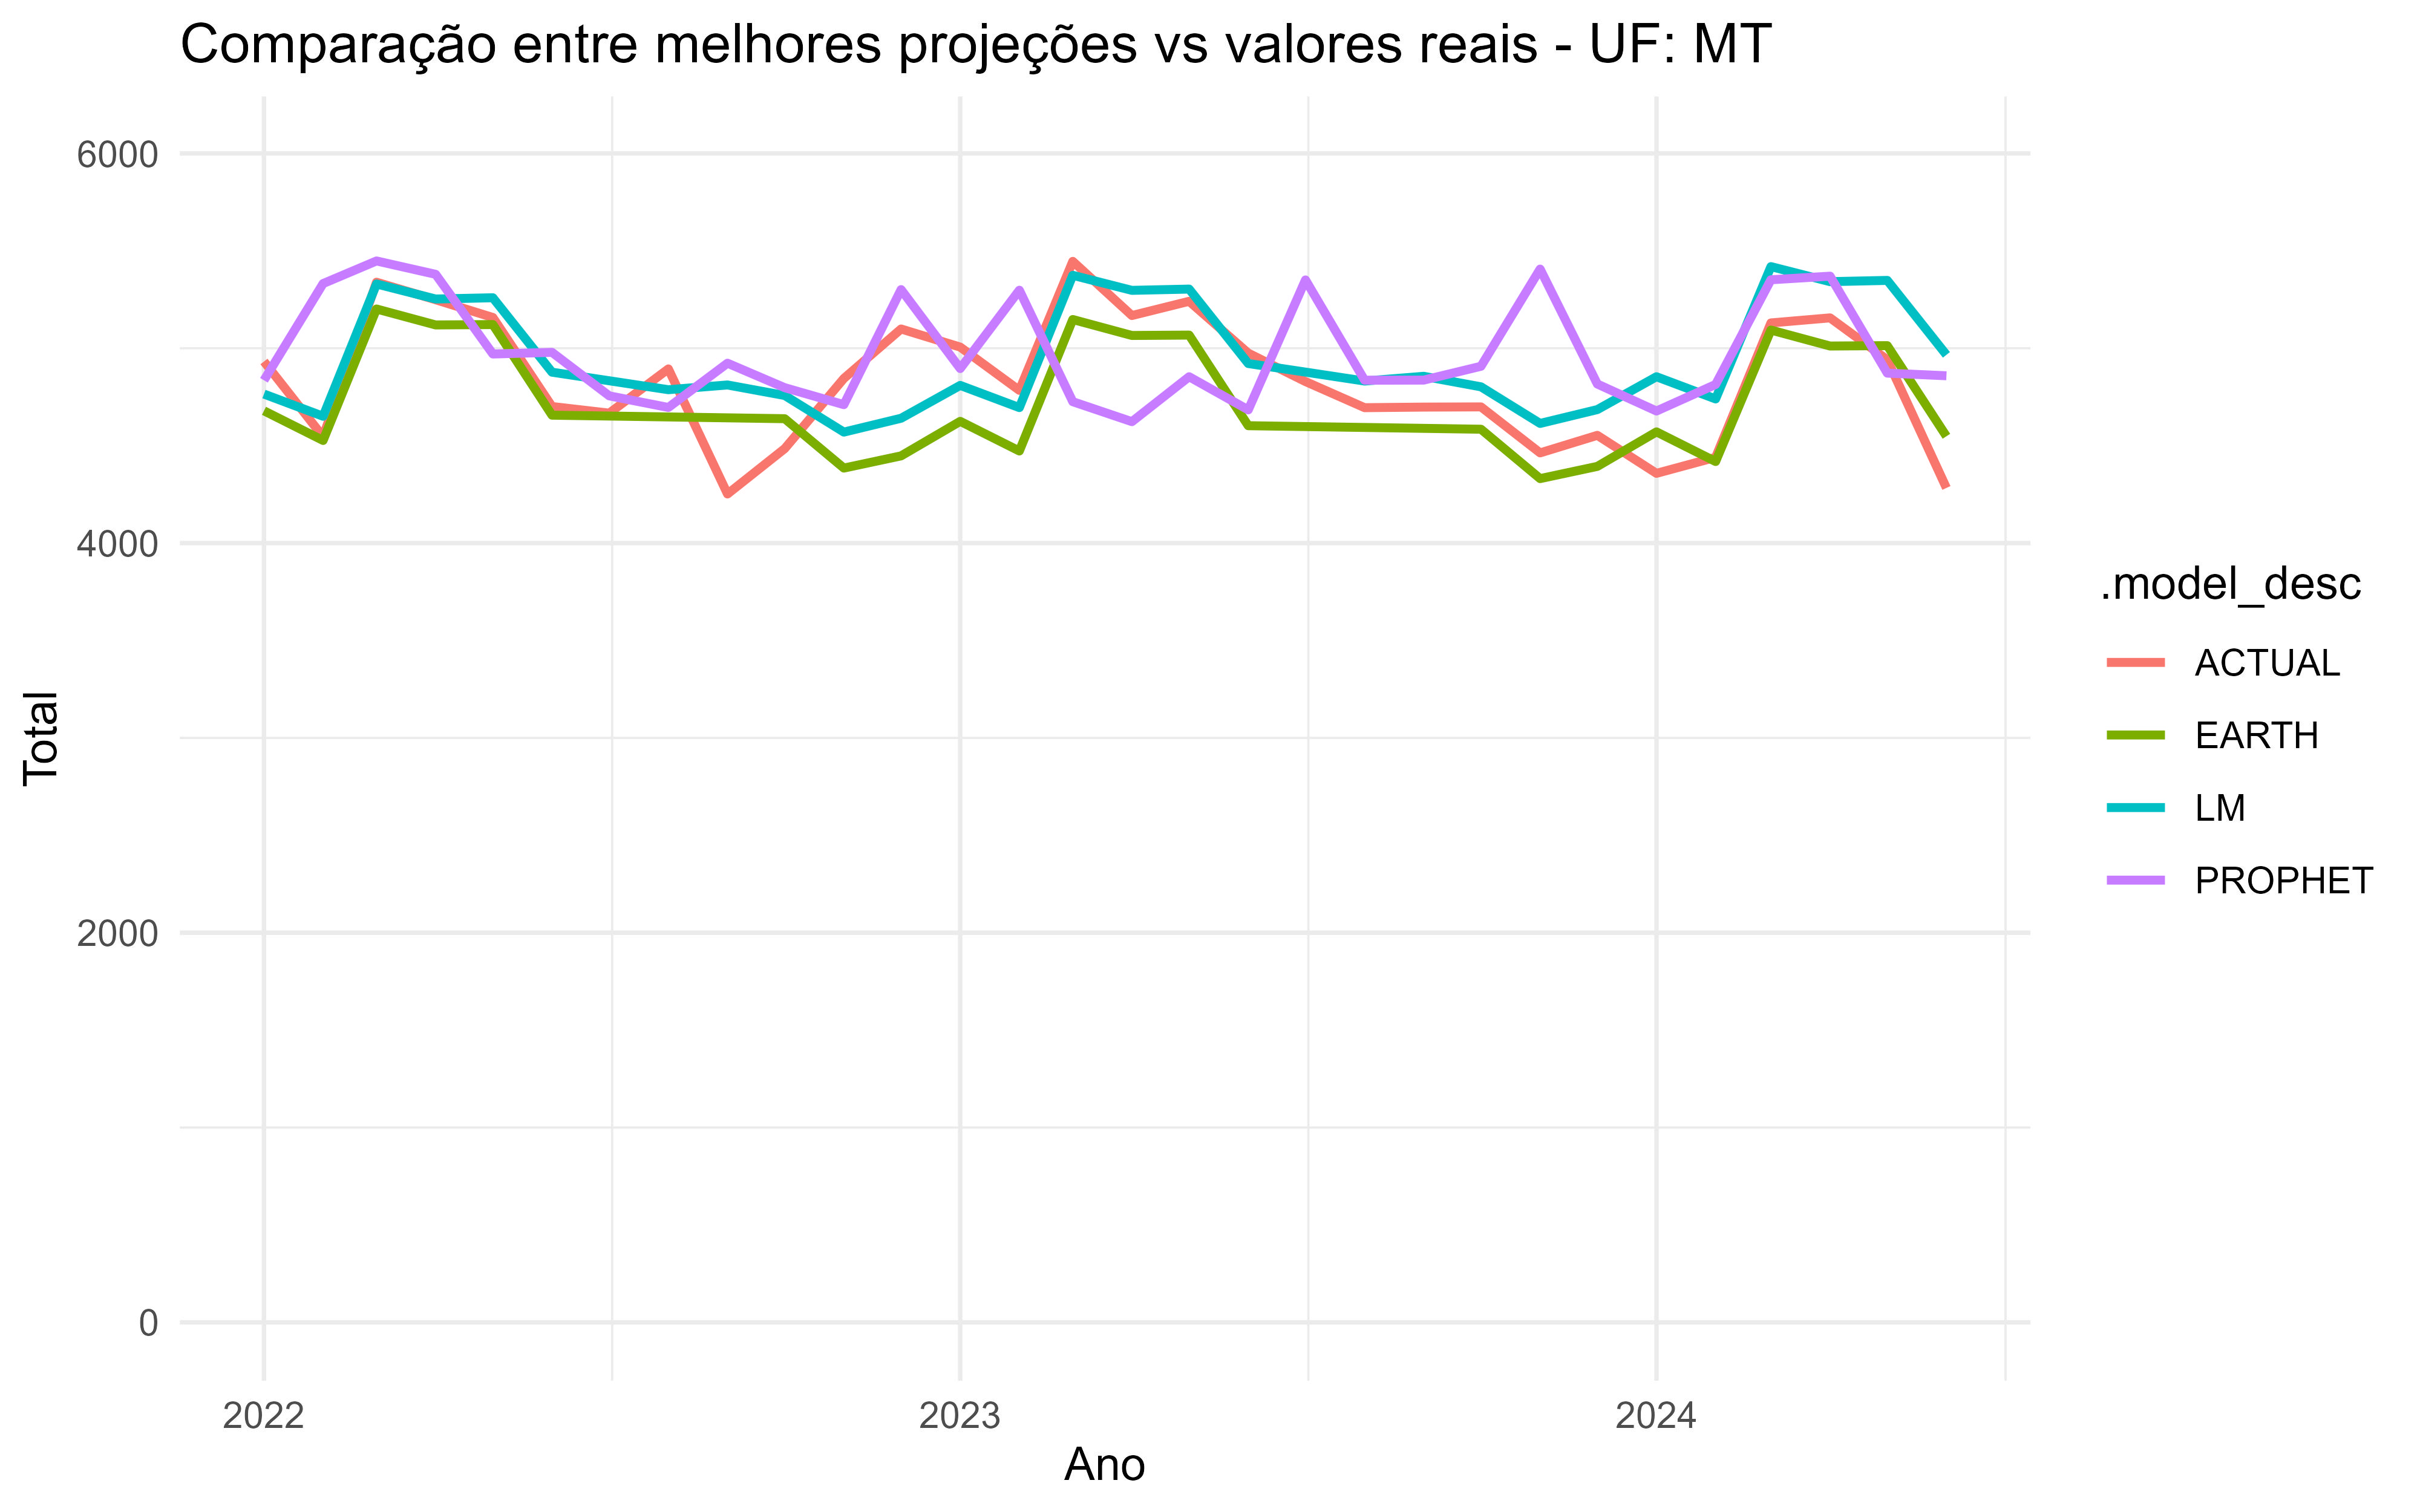 Comparação entre melhores projeções vs valores reais - UF: MT
6000
4000
2000
0
Total
2022
2023
2024
Ano
.model_desc
ACTUAL
EARTH
LM
PROPHET